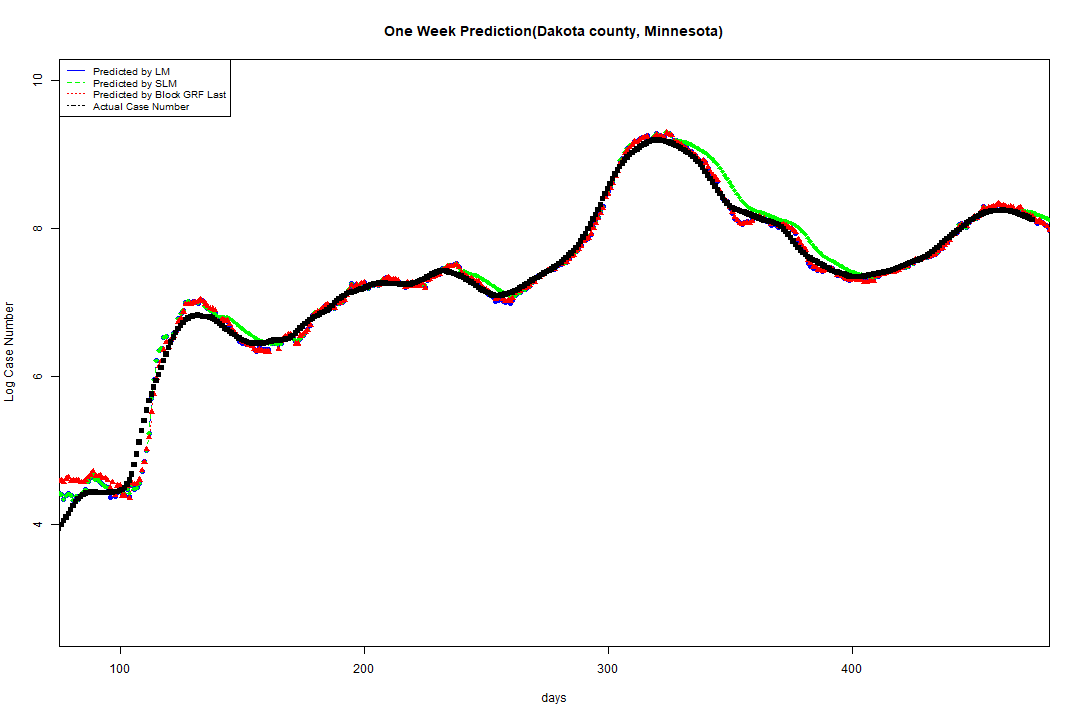 One Week Prediction(Dakota county, Minnesota)
Predicted by LM
Predicted by SLM
Predicted by Block GRF Last
Actual Case Number
10
8
6
4
Log Case Number
100 200 300 400
days